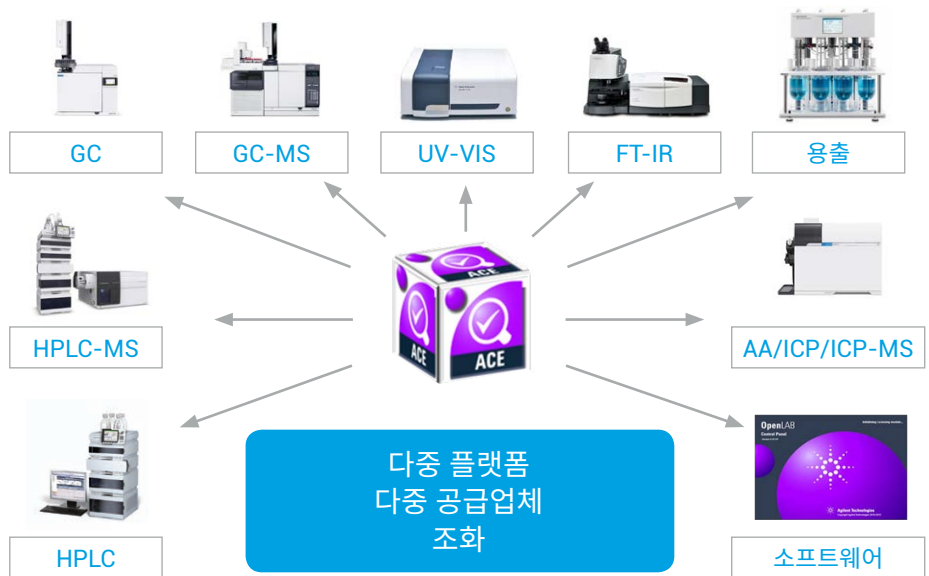 GC
GC-MS
UV-VIS
FT-IR
용출
ACE
ACE
ACE
HPLC-MS
AA/ICP/ICP-MS
OpenLAB
Control Panel
다중 플랫폼
다중 공급업체
조화
Agilent Technologies
HPLC
소프트웨어